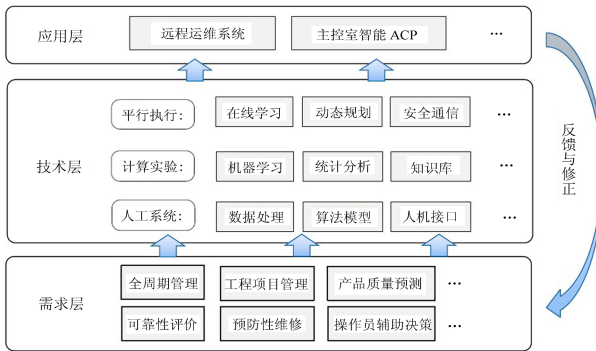 应用层
远程运维系统
主控室智能 ACP
...
技术层
平行执行：
在线学习
动态规划
安全通信
...
计算实验：
机器学习
统计分析
知识库
...
人工系统：
数据处理
算法模型
人机接口
...
需求层
全周期管理
工程项目管理
产品质量预测
...
可靠性评价
预防性维修
操作员辅助决策
...
反馈与修正